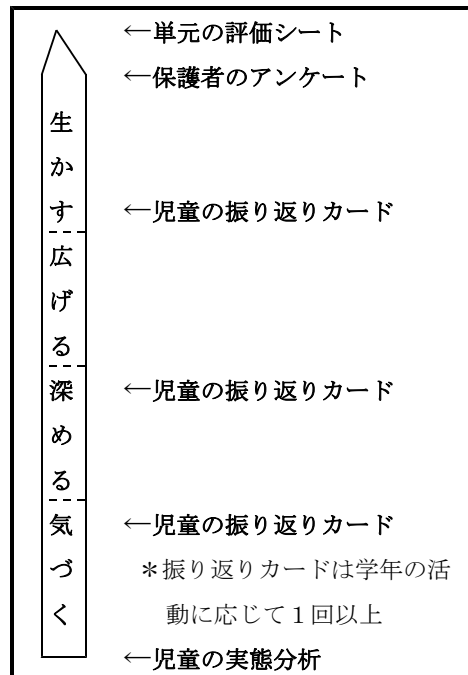 ←単元の評価シート
←保護者のアンケート
生かす
←児童の振り返りカード
広げる
深める
←児童の振り返りカード
気づく
←児童の振り返りカード
＊振り返りカードは学年の活
動に応じて１回以上
←児童の実態分析